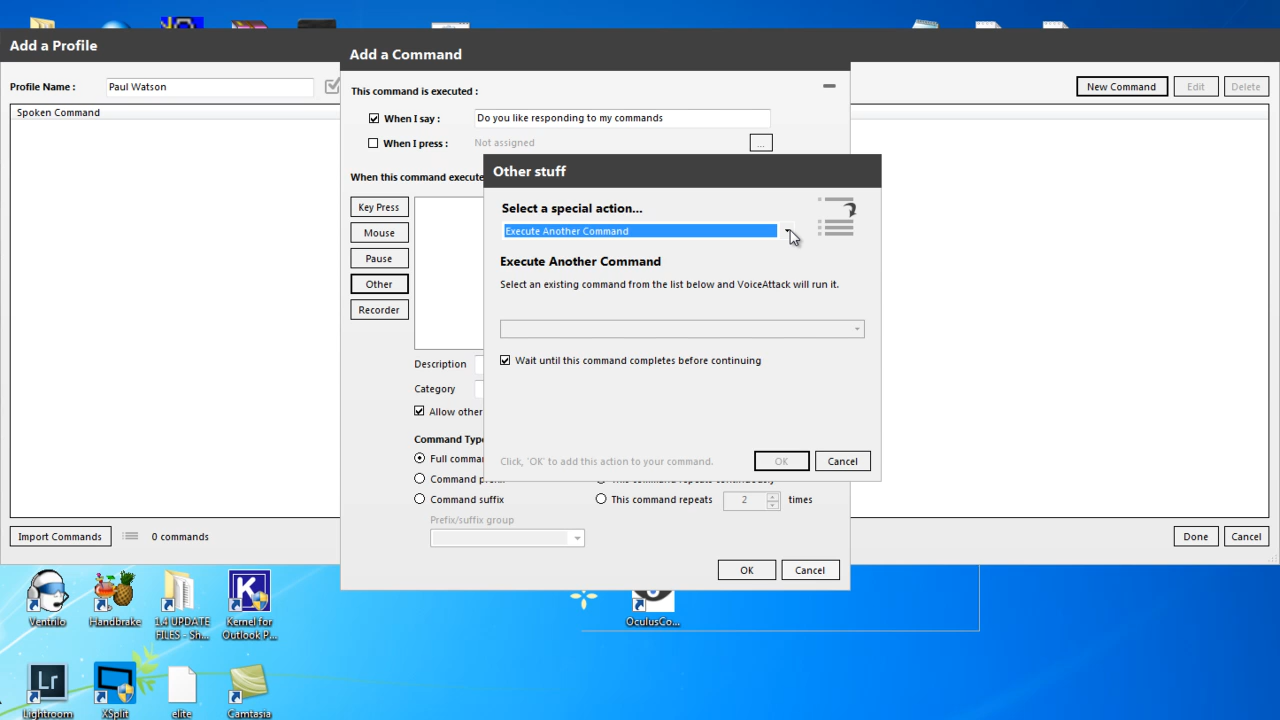 Add a Profile
Add a Command
Profile Name :
Paul Watson
This command is executed :
New Command
Edit
Delete
Spoken Command
When I say :
Do you like responding to my commands
When I press :
Not assigned
...
When this command execute
Other stuff
Key Press
Mouse
Pause
Other
Recorder
Select a special action...
Execute Another Command
Execute Another Command
Select an existing command from the list below and VoiceAttack will run it.
Wait until this command completes before continuing
Description
Category
Allow other
Click, 'OK' to add this action to your command.
OK
Cancel
Command Type
Full comma
Command prefix
This command repeats continuously
Command suffix
This command repeats
2
times
Prefix/suffix group
Import Commands
0 commands
Done
Cancel
OK
Cancel
Ventrilo
Handbrake
1.4 UPDATE
FILES - Sh...
Kernel for
Outlook P...
OculusCo...
Lr
Lightroom
XSplit
elite
Camtasia